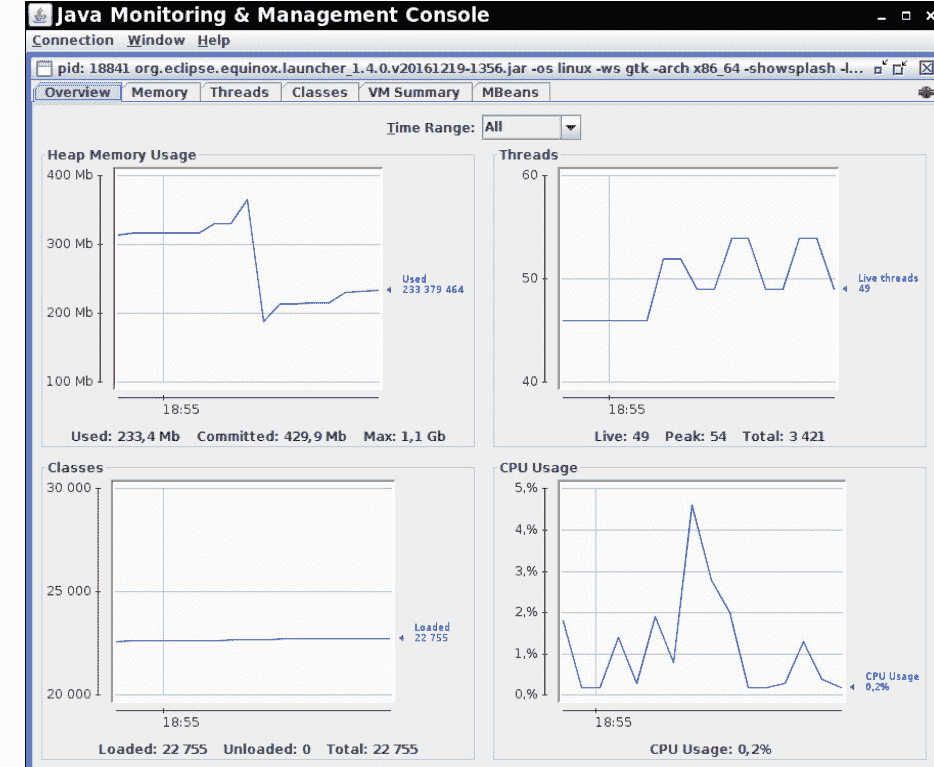 Java Monitoring & Management Console
Connection Window Help
pid: 18841 org.eclipse.equinox.launcher_1.4.0.v20161219-1356.jar -os linux -ws gtk -arch x86_64 -showsplash -l...
Overview Memory Threads Classes VM Summary MBeans
Time Range: All
Heap Memory Usage
400 Mb
300 Mb
200 Mb
100 Mb
Used
233 379 464
18:55
Used: 233,4 Mb Committed: 429,9 Mb Max: 1,1 Gb
Threads
60
50
40
Live threads
49
18:55
Live: 49 Peak: 54 Total: 3 421
Classes
30 000
25 000
20 000
Loaded
22 755
18:55
Loaded: 22 755 Unloaded: 0 Total: 22 755
CPU Usage
5,%
4,%
3,%
2,%
1,%
0,%
CPU Usage
0,2%
18:55
CPU Usage: 0,2%